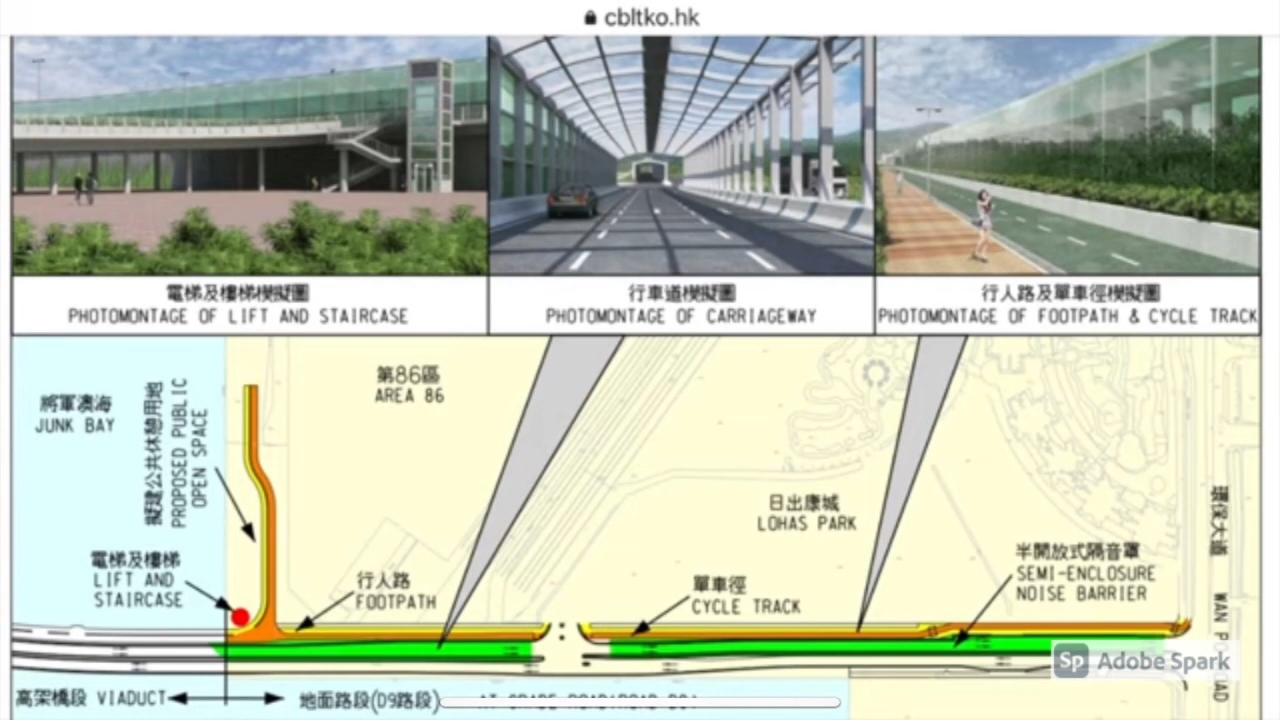 cbltko.hk
電梯及樓梯模擬圖
PHOTOMONTAGE OF LIFT AND STAIRCASE
行車道模擬圖
PHOTOMONTAGE OF CARRIAGEWAY
行人路及單車徑模擬圖
PHOTOMONTAGE OF FOOTPATH & CYCLE TRACK
將軍澳海
JUNK BAY
擬建公共休憩用地
PROPOSED PUBLIC
OPEN SPACE
第86區
AREA 86
日出康城
LOHAS PARK
環保大道
WAN PO ROAD
電梯及樓梯
LIFT AND
STAIRCASE
行人路
FOOTPATH
單車徑
CYCLE TRACK
半開放式隔音罩
SEMI-ENCLOSURE
NOISE BARRIER
高架橋段 VIADUCT
地面路段(D9路段)
Sp Adobe Spark